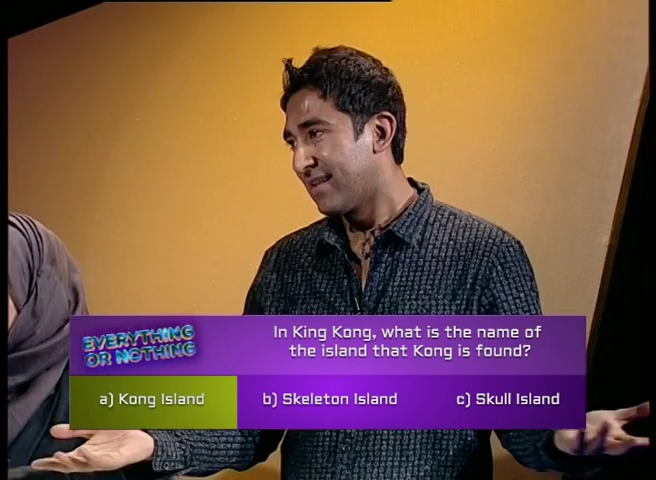 EVERYTHING
OR NOTHING
In King Kong, what is the name of
the island that Kong is found?
a) Kong Island
b) Skeleton Island
c) Skull Island